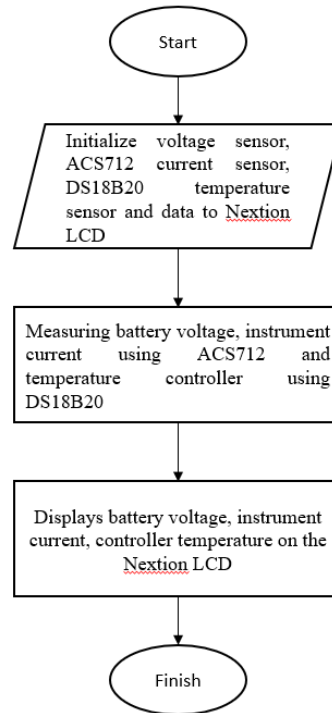 Start
Initialize voltage sensor,
ACS712 current sensor,
DS18B20 temperature
sensor and data to Nextion
LCD
Measuring battery voltage, instrument
current using ACS712 and
temperature controller using
DS18B20
Displays battery voltage, instrument
current, controller temperature on the
Nextion LCD
Finish